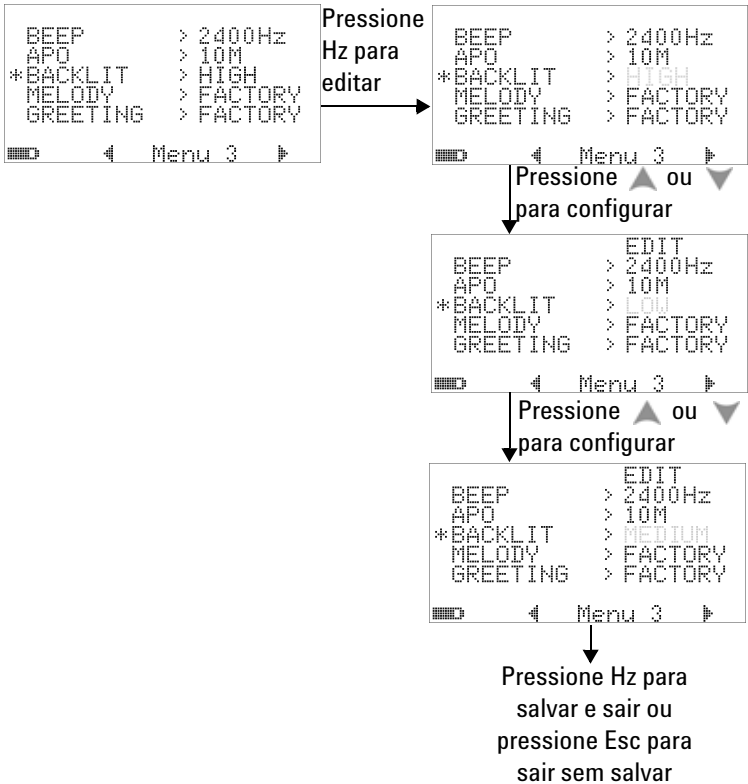 BEEP > 2400Hz
APO > 10M
*BACKLIT > HIGH
MELODY > FACTORY
GREETING > FACTORY
Menu 3
Pressione
Hz para
editar
BEEP > 2400Hz
APO > 10M
*BACKLIT > HIGH
MELODY > FACTORY
GREETING > FACTORY
Menu 3
Pressione ou
para configurar
EDIT
BEEP > 2400Hz
APO > 10M
*BACKLIT > LOW
MELODY > FACTORY
GREETING > FACTORY
Menu 3
Pressione ou
para configurar
EDIT
BEEP > 2400Hz
APO > 10M
*BACKLIT > MEDIUM
MELODY > FACTORY
GREETING > FACTORY
Menu 3
Pressione Hz para
salvar e sair ou
pressione Esc para
sair sem salvar